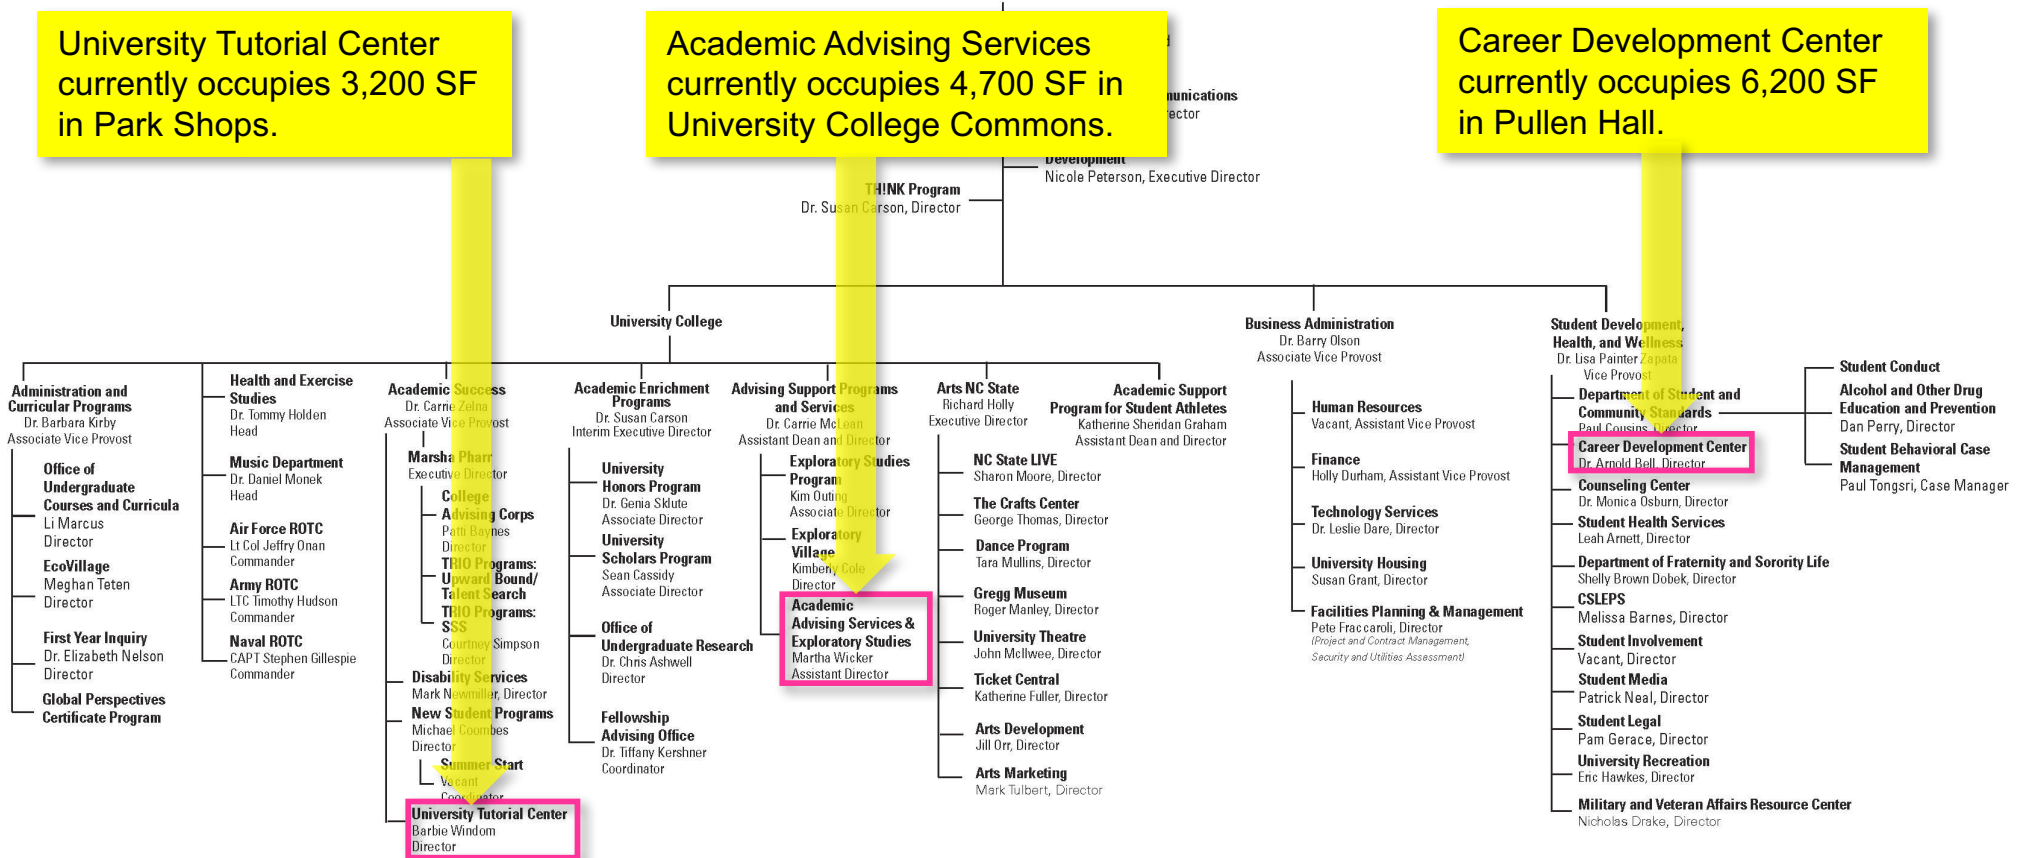 University Tutorial Center
currently occupies 3,200 SF
in Park Shops.
Academic Advising Services
currently occupies 4,700 SF in
University College Commons.
Career Development Center
currently occupies 6,200 SF
in Pullen Hall.
Development
Nicole Peterson, Executive Director
TH!NK Program
Dr. Susan Carson, Director
University College
Administration and
Curricular Programs
Dr. Barbara Kirby
Associate Vice Provost
Office of
Undergraduate
Courses and Curricula
Li Marcus
Director
EcoVillage
Meghan Teten
Director
First Year Inquiry
Dr. Elizabeth Nelson
Director
Global Perspectives
Certificate Program
Health and Exercise
Studies
Dr. Tommy Holden
Head
Music Department
Dr. Daniel Monek
Head
Air Force ROTC
Lt Col Jeffry Onan
Commander
Army ROTC
LTC Timothy Hudson
Commander
Naval ROTC
CAPT Stephen Gillespie
Commander
Academic Success
Dr. Carrie Zelna
Associate Vice Provost
Marsha Pharr
Executive Director
College
Advising Corps
Patti Baynes
Director
TRIO Programs:
Upward Bound/
Talent Search
TRIO Programs:
SSS
Courtney Simpson
Director
Disability Services
Mark Newmiller, Director
New Student Programs
Michael Coombes
Director
Summer Start
Vacant
Coordinator
University Tutorial Center
Barbie Windom
Director
Academic Enrichment
Programs
Dr. Susan Carson
Interim Executive Director
University
Honors Program
Dr. Genia Sklute
Associate Director
University
Scholars Program
Sean Cassidy
Associate Director
Office of
Undergraduate Research
Dr. Chris Ashwell
Director
Fellowship
Advising Office
Dr. Tiffany Kershner
Coordinator
Advising Support Programs
and Services
Dr. Carrie McLean
Assistant Dean and Director
Exploratory Studies
Program
Kim Outing
Associate Director
Exploratory
Village
Kimberly Cole
Director
Academic
Advising Services &
Exploratory Studies
Martha Wicker
Assistant Director
Arts NC State
Richard Holly
Executive Director
NC State LIVE
Sharon Moore, Director
The Crafts Center
George Thomas, Director
Dance Program
Tara Mullins, Director
Gregg Museum
Roger Manley, Director
University Theatre
John McIlwee, Director
Ticket Central
Katherine Fuller, Director
Arts Development
Jill Orr, Director
Arts Marketing
Mark Tulbert, Director
Academic Support
Program for Student Athletes
Katherine Sheridan Graham
Assistant Dean and Director
Business Administration
Dr. Barry Olson
Associate Vice Provost
Human Resources
Vacant, Assistant Vice Provost
Finance
Holly Durham, Assistant Vice Provost
Technology Services
Dr. Leslie Dare, Director
University Housing
Susan Grant, Director
Facilities Planning & Management
Pete Fraccaroli, Director
(Project and Contract Management,
Security and Utilities Assessment)
Student Development,
Health, and Wellness
Dr. Lisa Painter Zapata
Vice Provost
Department of Student and
Community Standards
Paul Cousins, Director
Career Development Center
Dr. Arnold Bell, Director
Counseling Center
Dr. Monica Osburn, Director
Student Health Services
Leah Arnett, Director
Department of Fraternity and Sorority Life
Shelly Brown Dobek, Director
CSLEPS
Melissa Barnes, Director
Student Involvement
Vacant, Director
Student Media
Patrick Neal, Director
Student Legal
Pam Gerace, Director
University Recreation
Eric Hawkes, Director
Military and Veteran Affairs Resource Center
Nicholas Drake, Director
Student Conduct
Alcohol and Other Drug
Education and Prevention
Dan Perry, Director
Student Behavioral Case
Management
Paul Tongsri, Case Manager